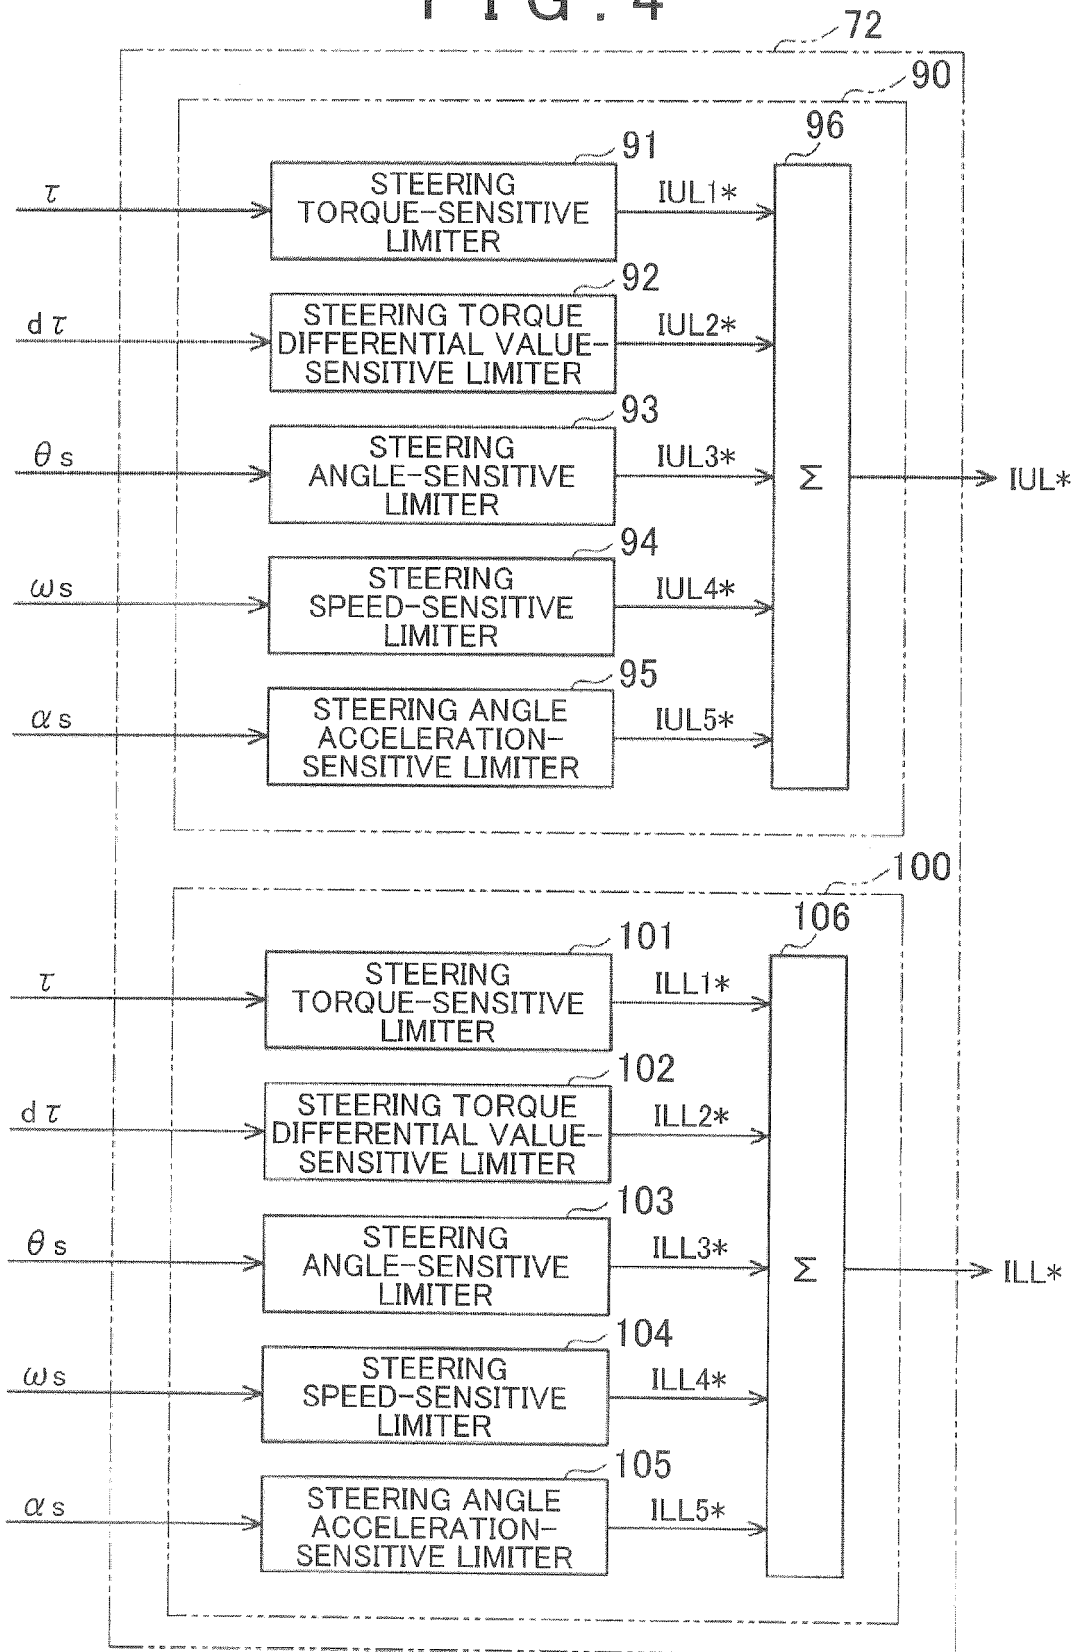 FIG. 4
72
90
91
96
τ
STEERING
TORQUE-SENSITIVE
LIMITER
IUL1*
92
dτ
STEERING TORQUE
DIFFERENTIAL VALUE-
SENSITIVE LIMITER
IUL2*
93
θs
STEERING
ANGLE-SENSITIVE
LIMITER
IUL3*
Σ
IUL*
94
ωs
STEERING
SPEED-SENSITIVE
LIMITER
IUL4*
95
αs
STEERING ANGLE
ACCELERATION-
SENSITIVE LIMITER
IUL5*
100
101
106
τ
STEERING
TORQUE-SENSITIVE
LIMITER
ILL1*
102
dτ
STEERING TORQUE
DIFFERENTIAL VALUE-
SENSITIVE LIMITER
ILL2*
103
θs
STEERING
ANGLE-SENSITIVE
LIMITER
ILL3*
Σ
ILL*
104
ωs
STEERING
SPEED-SENSITIVE
LIMITER
ILL4*
105
αs
STEERING ANGLE
ACCELERATION-
SENSITIVE LIMITER
ILL5*